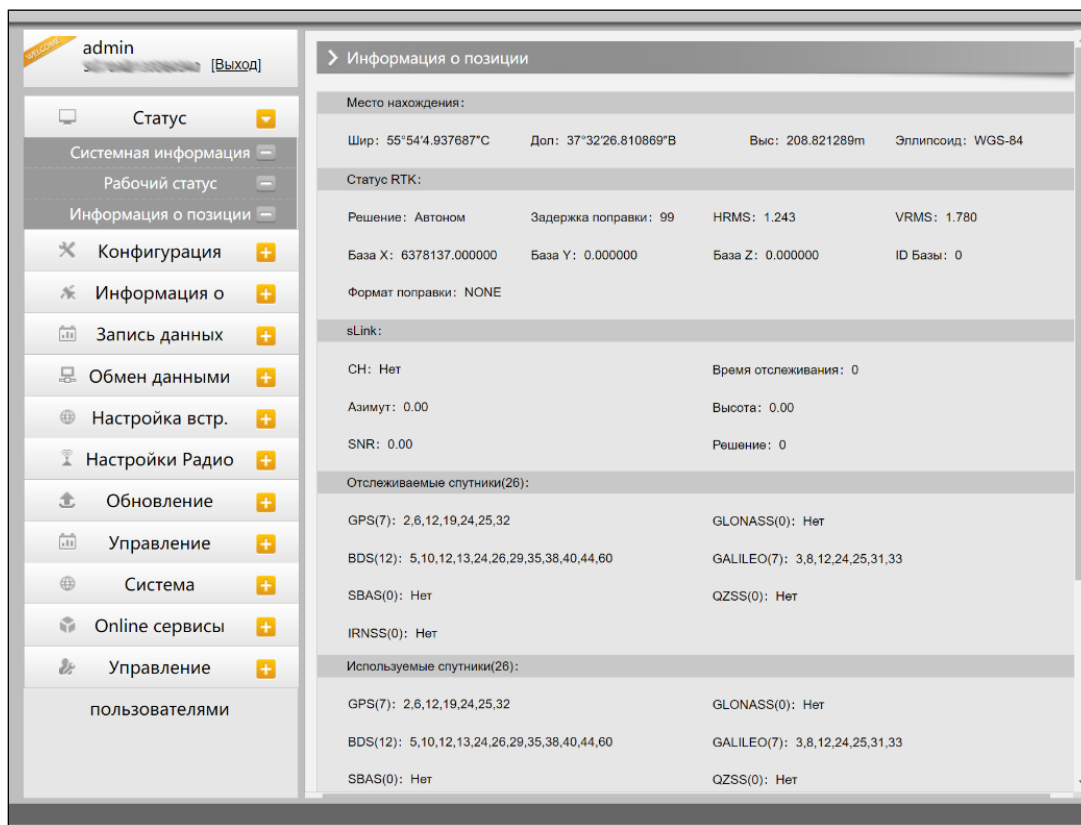 WELCOME
admin
[Выход]
Статус
Системная информация
Рабочий статус
Информация о позиции
Конфигурация
Информация о
Запись данных
Обмен данными
Настройка встр.
Настройки Радио
Обновление
Управление
Система
Online сервисы
Управление
пользователями
Информация о позиции
Место нахождения:
Шир: 55°54'4.937687"С Дол: 37°32'26.810869"В Выс: 208.821289m Эллипсоид: WGS-84
Статус RTK:
Решение: Автоном Задержка поправки: 99 HRMS: 1.243 VRMS: 1.780
База X: 6378137.000000 База Y: 0.000000 База Z: 0.000000 ID Базы: 0
Формат поправки: NONE
sLink:
CH: Нет Время отслеживания: 0
Азимут: 0.00 Высота: 0.00
SNR: 0.00 Решение: 0
Отслеживаемые спутники(26):
GPS(7): 2,6,12,19,24,25,32 GLONASS(0): Нет
BDS(12): 5,10,12,13,24,26,29,35,38,40,44,60 GALILEO(7): 3,8,12,24,25,31,33
SBAS(0): Нет QZSS(0): Нет
IRNSS(0): Нет
Используемые спутники(26):
GPS(7): 2,6,12,19,24,25,32 GLONASS(0): Нет
BDS(12): 5,10,12,13,24,26,29,35,38,40,44,60 GALILEO(7): 3,8,12,24,25,31,33
SBAS(0): Нет QZSS(0): Нет